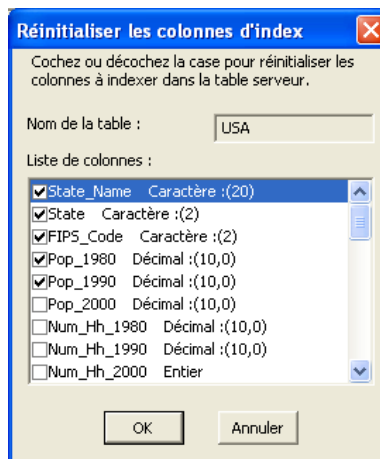 Réinitialiser les colonnes d'index
Cochez ou décochez la case pour réinitialiser les
colonnes à indexer dans la table serveur.
Nom de la table : USA
Liste de colonnes :
State_Name Caractère :(20)
State Caractère :(2)
FIPS_Code Caractère :(2)
Pop_1980 Décimal :(10,0)
Pop_1990 Décimal :(10,0)
Pop_2000 Décimal :(10,0)
Num_Hh_1980 Décimal :(10,0)
Num_Hh_1990 Décimal :(10,0)
Num_Hh_2000 Entier
OK Annuler